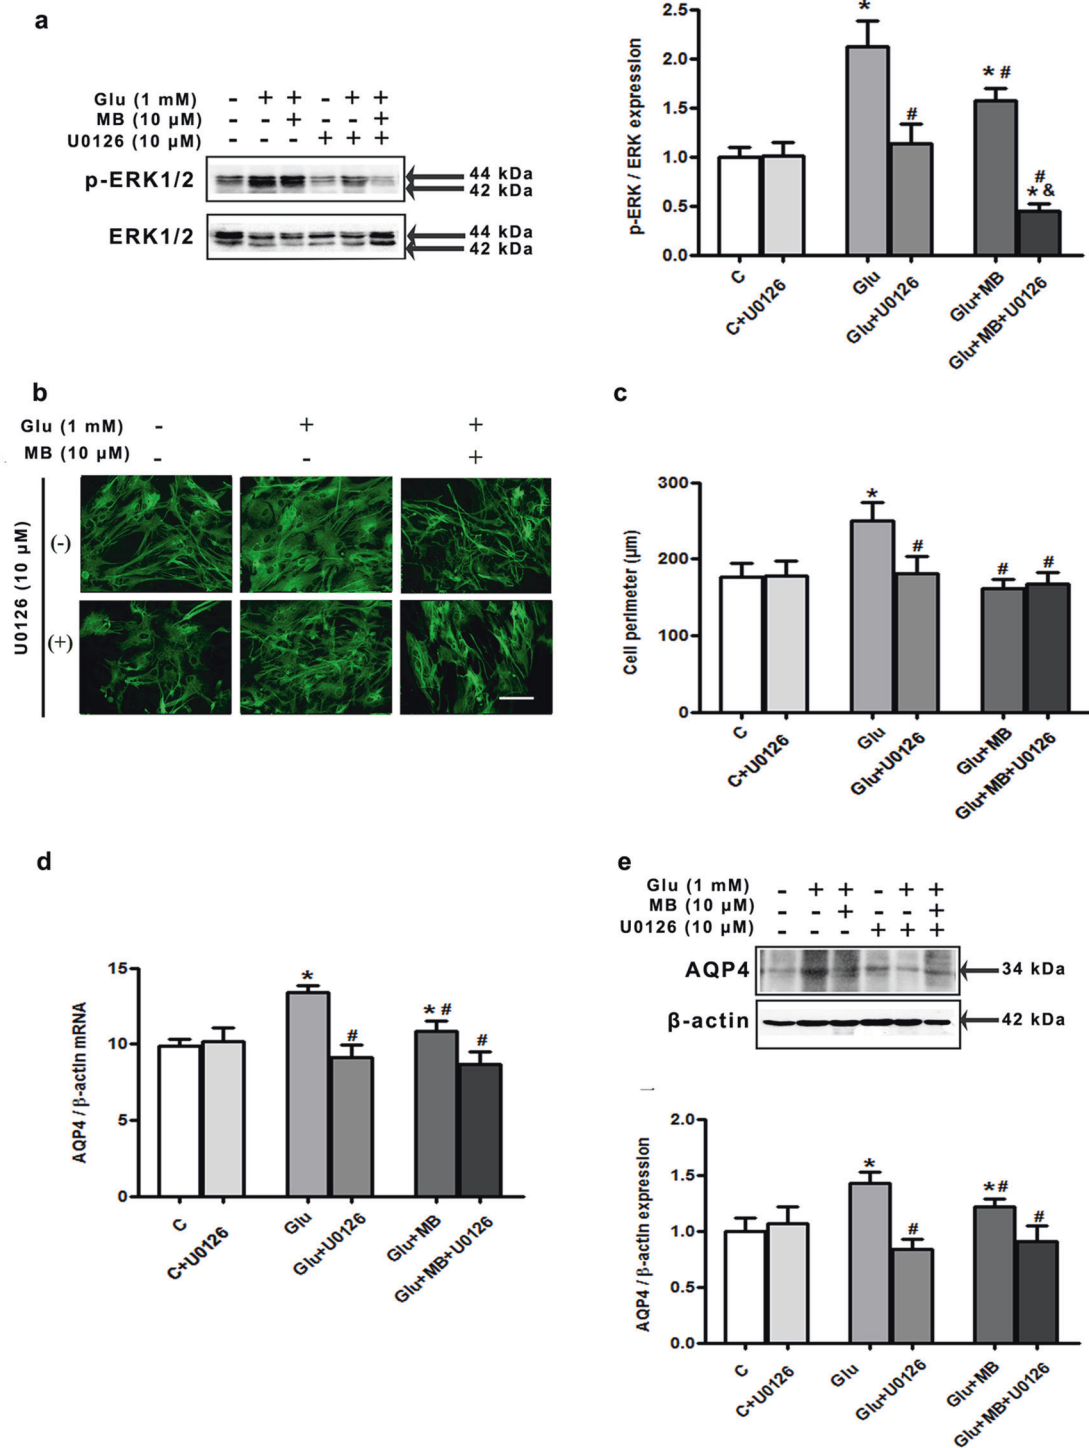 a
Glu (1 mM) - + + - + +
MB (10 µM) - - + - - +
U0126 (10 µM) - - - + + +
p-ERK1/2
44 kDa
42 kDa
ERK1/2
44 kDa
42 kDa
p-ERK / ERK expression
2.5
2.0
1.5
1.0
0.5
0.0
*
#
* #
#
* &
C
C+U0126
Glu
Glu+U0126
Glu+MB
Glu+MB+U0126
b
Glu (1 mM) - + +
MB (10 µM) - - +
U0126 (10 µM)
(-)
(+)
c
Cell perimeter (µm)
300
200
100
0
*
#
#
#
C
C+U0126
Glu
Glu+U0126
Glu+MB
Glu+MB+U0126
d
AQP4 / β-actin mRNA
15
10
5
0
*
#
* #
#
C
C+U0126
Glu
Glu+U0126
Glu+MB
Glu+MB+U0126
e
Glu (1 mM) - + + - + +
MB (10 µM) - - + - - +
U0126 (10 µM) - - - + + +
AQP4
34 kDa
β-actin
42 kDa
AQP4 / β-actin expression
2.0
1.5
1.0
0.5
0.0
*
#
* #
#
C
C+U0126
Glu
Glu+U0126
Glu+MB
Glu+MB+U0126